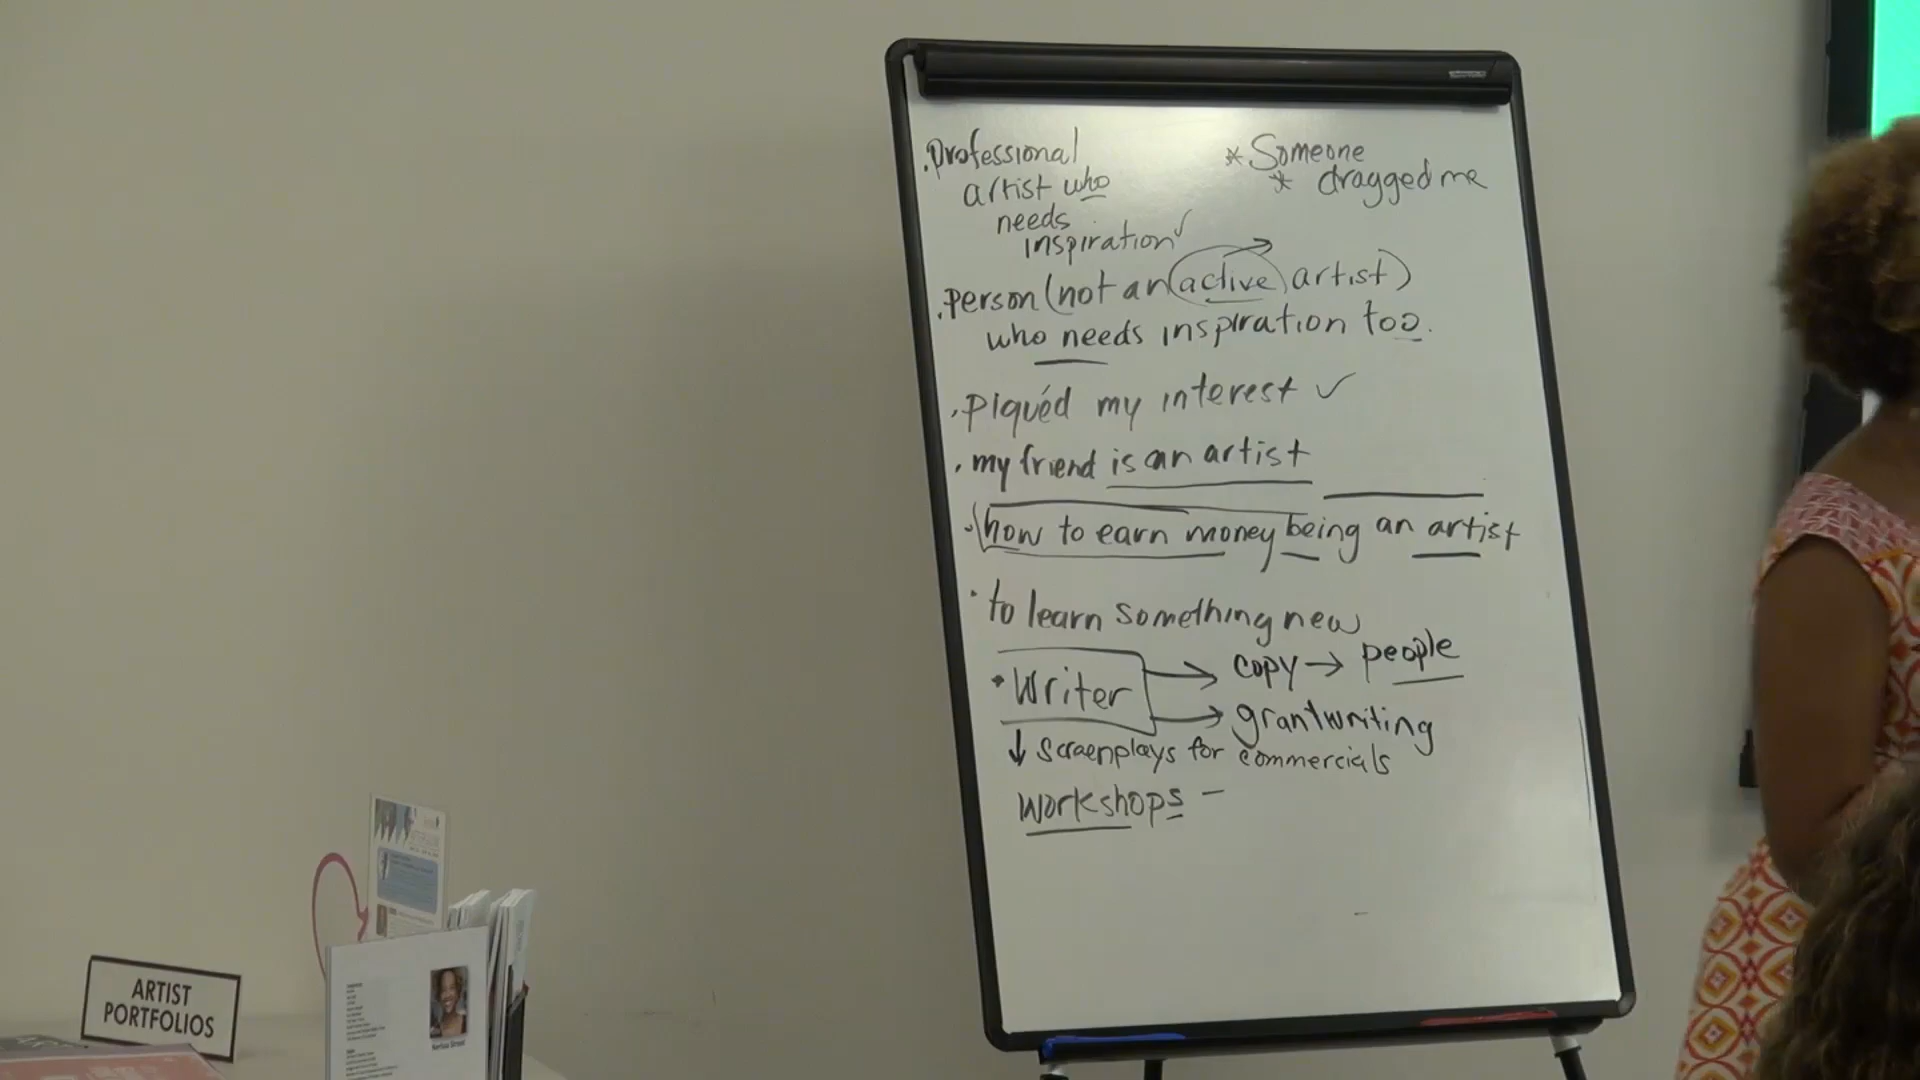 .professional
artist who
needs
inspiration ✓
* Someone
* dragged me
.person (not an active artist)
who needs inspiration too.
. Piquéd my interest ✓
. my friend is an artist
. how to earn money being an artist
• to learn something new
• Writer → copy → people
→ grantwriting
↓ Screenplays for commercials
workshops –
ARTIST
PORTFOLIOS